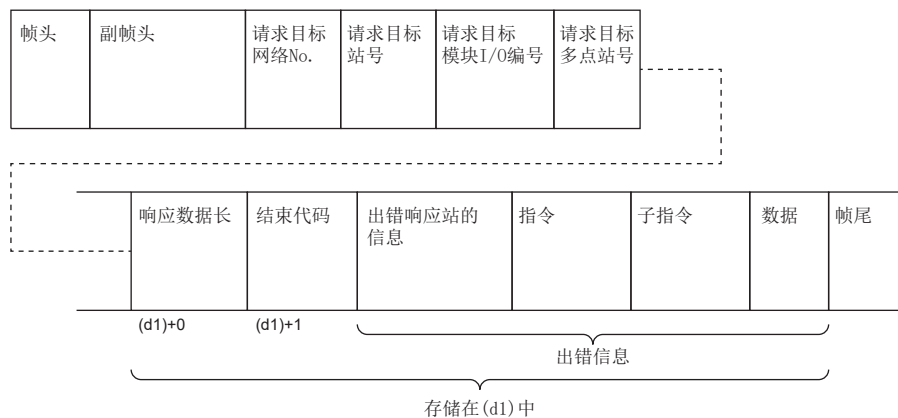 帧头
副帧头
请求目标
网络No.
请求目标
站号
请求目标
模块I/O编号
请求目标
多点站号
响应数据长
结束代码
出错响应站的
信息
指令
子指令
数据
帧尾
(d1)+0
(d1)+1
出错信息
存储在(d1)中